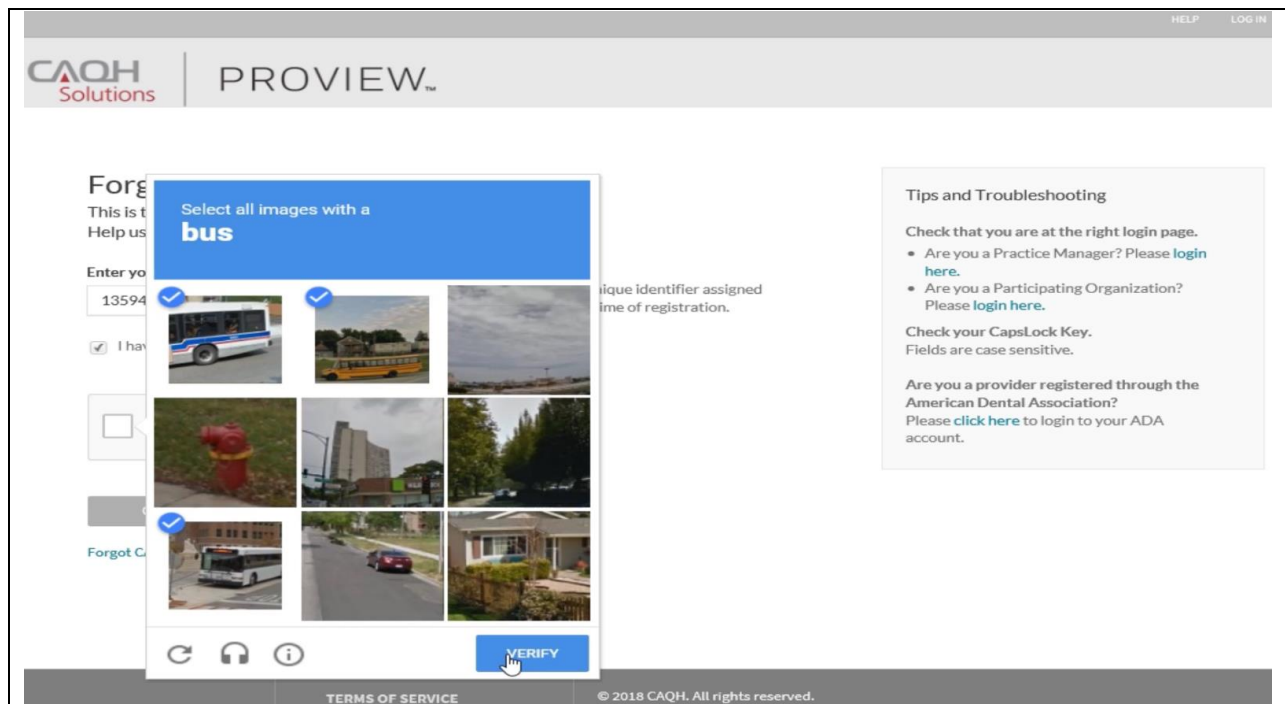 HELP LOG IN
CAQH
Solutions
PROVIEW™
Forg
This is t
Help us
Enter yo
13594
I hav
Forgot C
Select all images with a
bus
VERIFY
ique identifier assigned
ime of registration.
Tips and Troubleshooting
Check that you are at the right login page.
• Are you a Practice Manager? Please login
here.
• Are you a Participating Organization?
Please login here.
Check your CapsLock Key.
Fields are case sensitive.
Are you a provider registered through the
American Dental Association?
Please click here to login to your ADA
account.
TERMS OF SERVICE
© 2018 CAQH. All rights reserved.